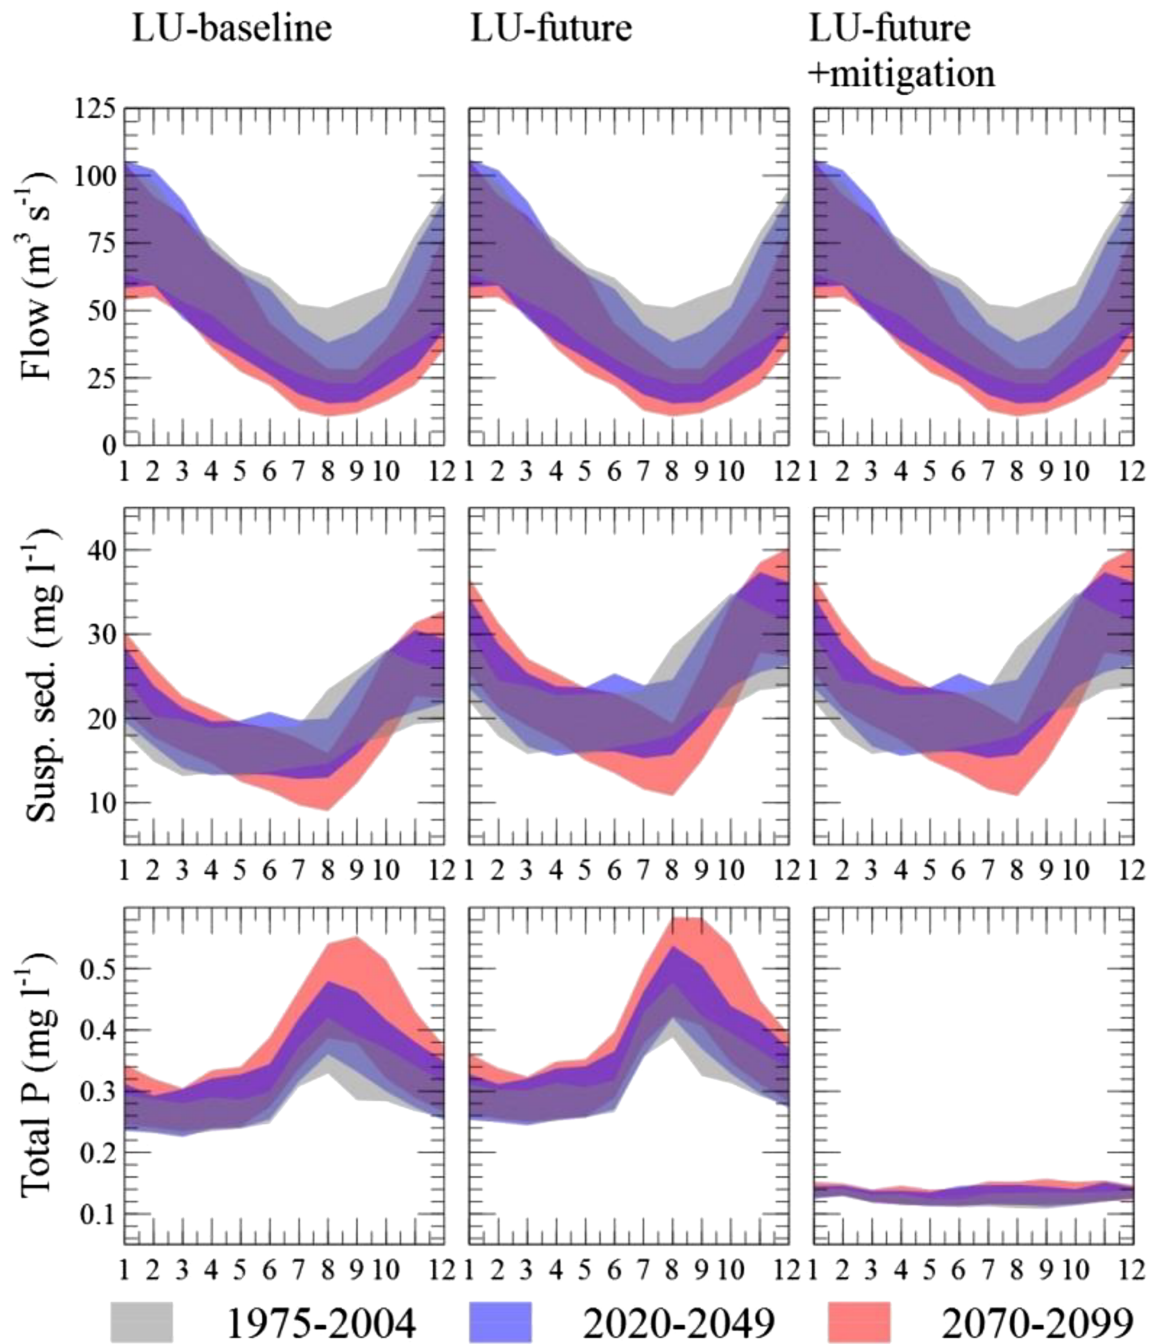 LU-baseline LU-future LU-future
+mitigation
Flow (m³ s⁻¹)
125
100
75
50
25
0
1 2 3 4 5 6 7 8 9 10 12 1 2 3 4 5 6 7 8 9 10 12 1 2 3 4 5 6 7 8 9 10 12
Susp. sed. (mg l⁻¹)
40
30
20
10
1 2 3 4 5 6 7 8 9 10 12 1 2 3 4 5 6 7 8 9 10 12 1 2 3 4 5 6 7 8 9 10 12
Total P (mg l⁻¹)
0.5
0.4
0.3
0.2
0.1
1 2 3 4 5 6 7 8 9 10 12 1 2 3 4 5 6 7 8 9 10 12 1 2 3 4 5 6 7 8 9 10 12
1975-2004 2020-2049 2070-2099